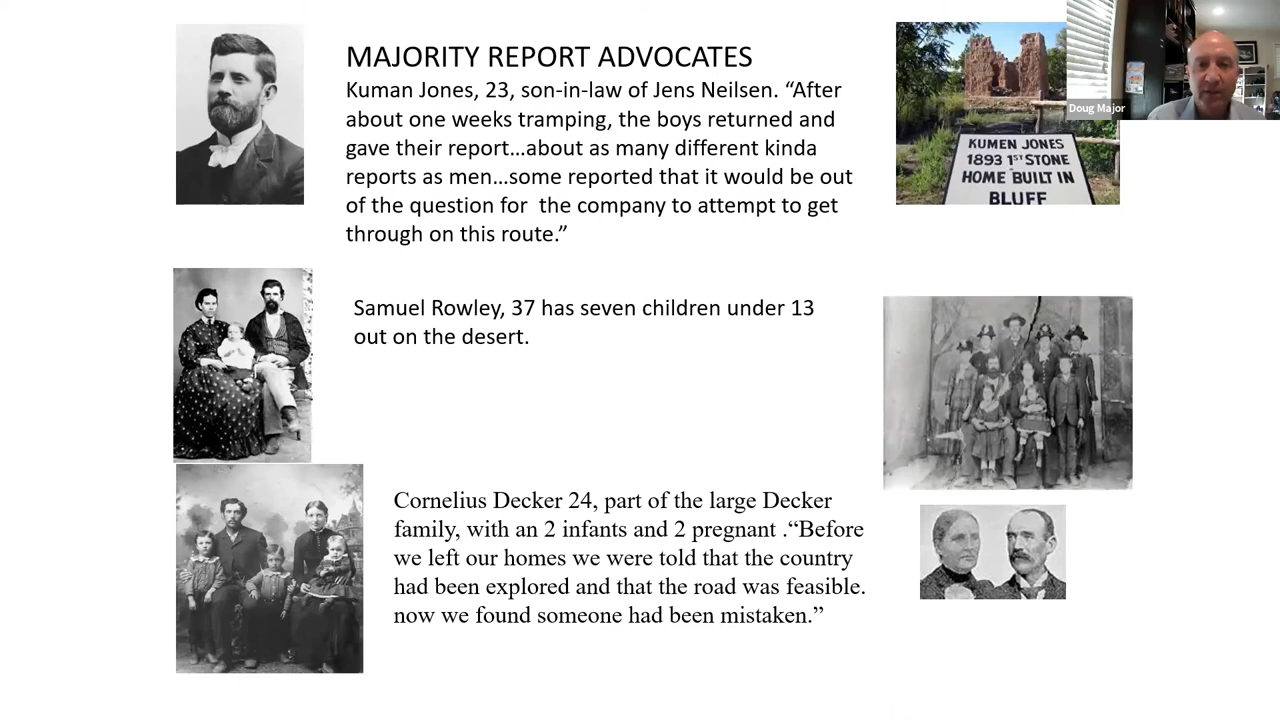 MAJORITY REPORT ADVOCATES
Kuman Jones, 23, son-in-law of Jens Neilsen. “After
about one weeks tramping, the boys returned and
gave their report…about as many different kinda
reports as men…some reported that it would be out
of the question for  the company to attempt to get
through on this route.”
Doug Major
KUMEN JONES
1893 1ST STONE
HOME BUILT IN
BLUFF
Samuel Rowley, 37 has seven children under 13
out on the desert.
Cornelius Decker 24, part of the large Decker
family, with an 2 infants and 2 pregnant .“Before
we left our homes we were told that the country
had been explored and that the road was feasible.
now we found someone had been mistaken.”